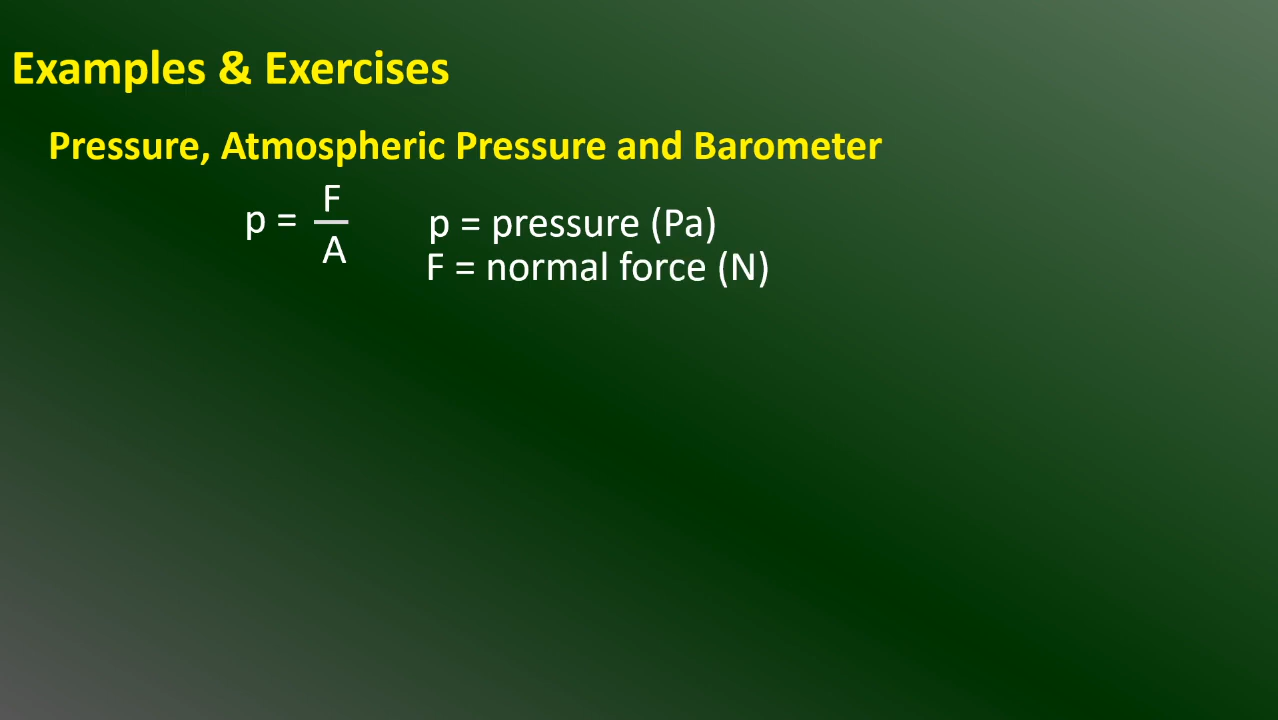 Examples & Exercises
Pressure, Atmospheric Pressure and Barometer
p = F/A
p = pressure (Pa)
F = normal force (N)